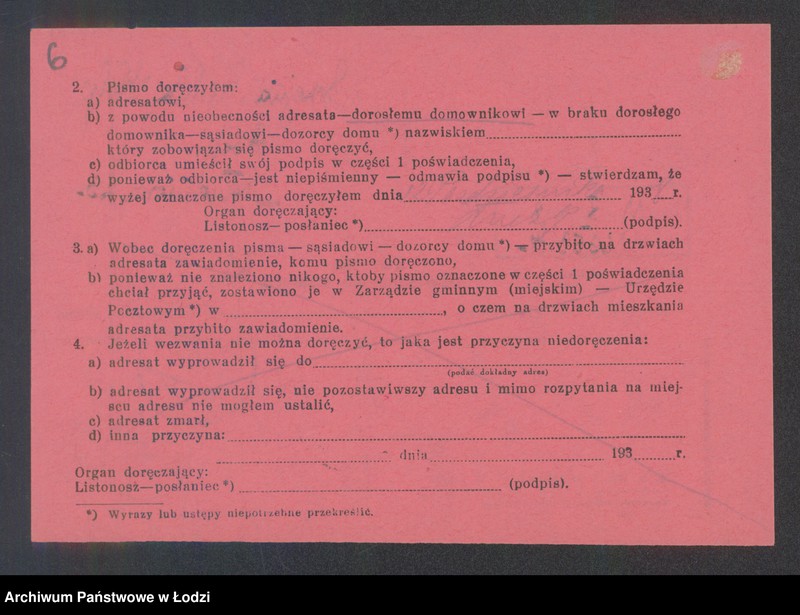 6
2. Pismo doręczyłem:
a) adresatowi,
b) z powodu nieobecności adresata—dorosłemu domownikowi — w braku dorosłego
domownika—sąsiadowi—dozorcy domu *) nazwiskiem
który zobowiązał się pismo doręczyć,
c) odbiorca umieścił swój podpis w części 1 poświadczenia,
d) ponieważ odbiorca—jest niepiśmienny — odmawia podpisu *) — stwierdzam, że
wyżej oznaczone pismo doręczyłem dnia 193 r.
Organ doręczający:
Listonosz—posłaniec *) (podpis).
3. a) Wobec doręczenia pisma — sąsiadowi — dozorcy domu *) — przybito na drzwiach
adresata zawiadomienie, komu pismo doręczono,
b) ponieważ nie znaleziono nikogo, ktoby pismo oznaczone w części 1 poświadczenia
chciał przyjąć, zostawiono je w Zarządzie gminnym (miejskim) — Urzędzie
Pocztowym *) w , o czem na drzwiach mieszkania
adresata przybito zawiadomienie.
4. Jeżeli wezwania nie można doręczyć, to jaka jest przyczyna niedoręczenia:
a) adresat wyprowadził się do
(podać dokładny adres)
b) adresat wyprowadził się, nie pozostawiwszy adresu i mimo rozpytania na miej-
scu adresu nie mogłem ustalić,
c) adresat zmarł,
d) inna przyczyna:
dnia 193 r.
Organ doręczający:
Listonosz—posłaniec *) (podpis).
*) Wyrazy lub ustępy niepotrzebne przekreślić.
Archiwum Państwowe w Łodzi